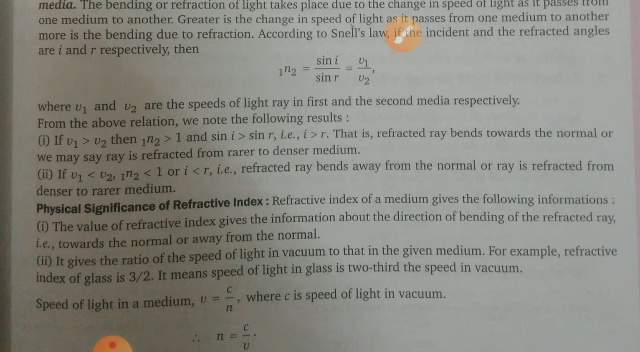 media. The bending or refraction of light takes place due to the change in speed of light as it passes from
one medium to another. Greater is the change in speed of light as it passes from one medium to another
more is the bending due to refraction. According to Snell's law, if the incident and the refracted angles
are i and r respectively, then
₁n₂ = sin i / sin r = υ₁ / υ₂,
where υ₁ and υ₂ are the speeds of light ray in first and the second media respectively.
From the above relation, we note the following results :
(i) If υ₁ > υ₂ then ₁n₂ > 1 and sin i > sin r, i.e., i > r. That is, refracted ray bends towards the normal or
we may say ray is refracted from rarer to denser medium.
(ii) If υ₁ < υ₂, ₁n₂ < 1 or i < r, i.e., refracted ray bends away from the normal or ray is refracted from
denser to rarer medium.
Physical Significance of Refractive Index : Refractive index of a medium gives the following informations :
(i) The value of refractive index gives the information about the direction of bending of the refracted ray,
i.e., towards the normal or away from the normal.
(ii) It gives the ratio of the speed of light in vacuum to that in the given medium. For example, refractive
index of glass is 3/2. It means speed of light in glass is two-third the speed in vacuum.
Speed of light in a medium, υ = c / n, where c is speed of light in vacuum.
∴ n = c / υ.